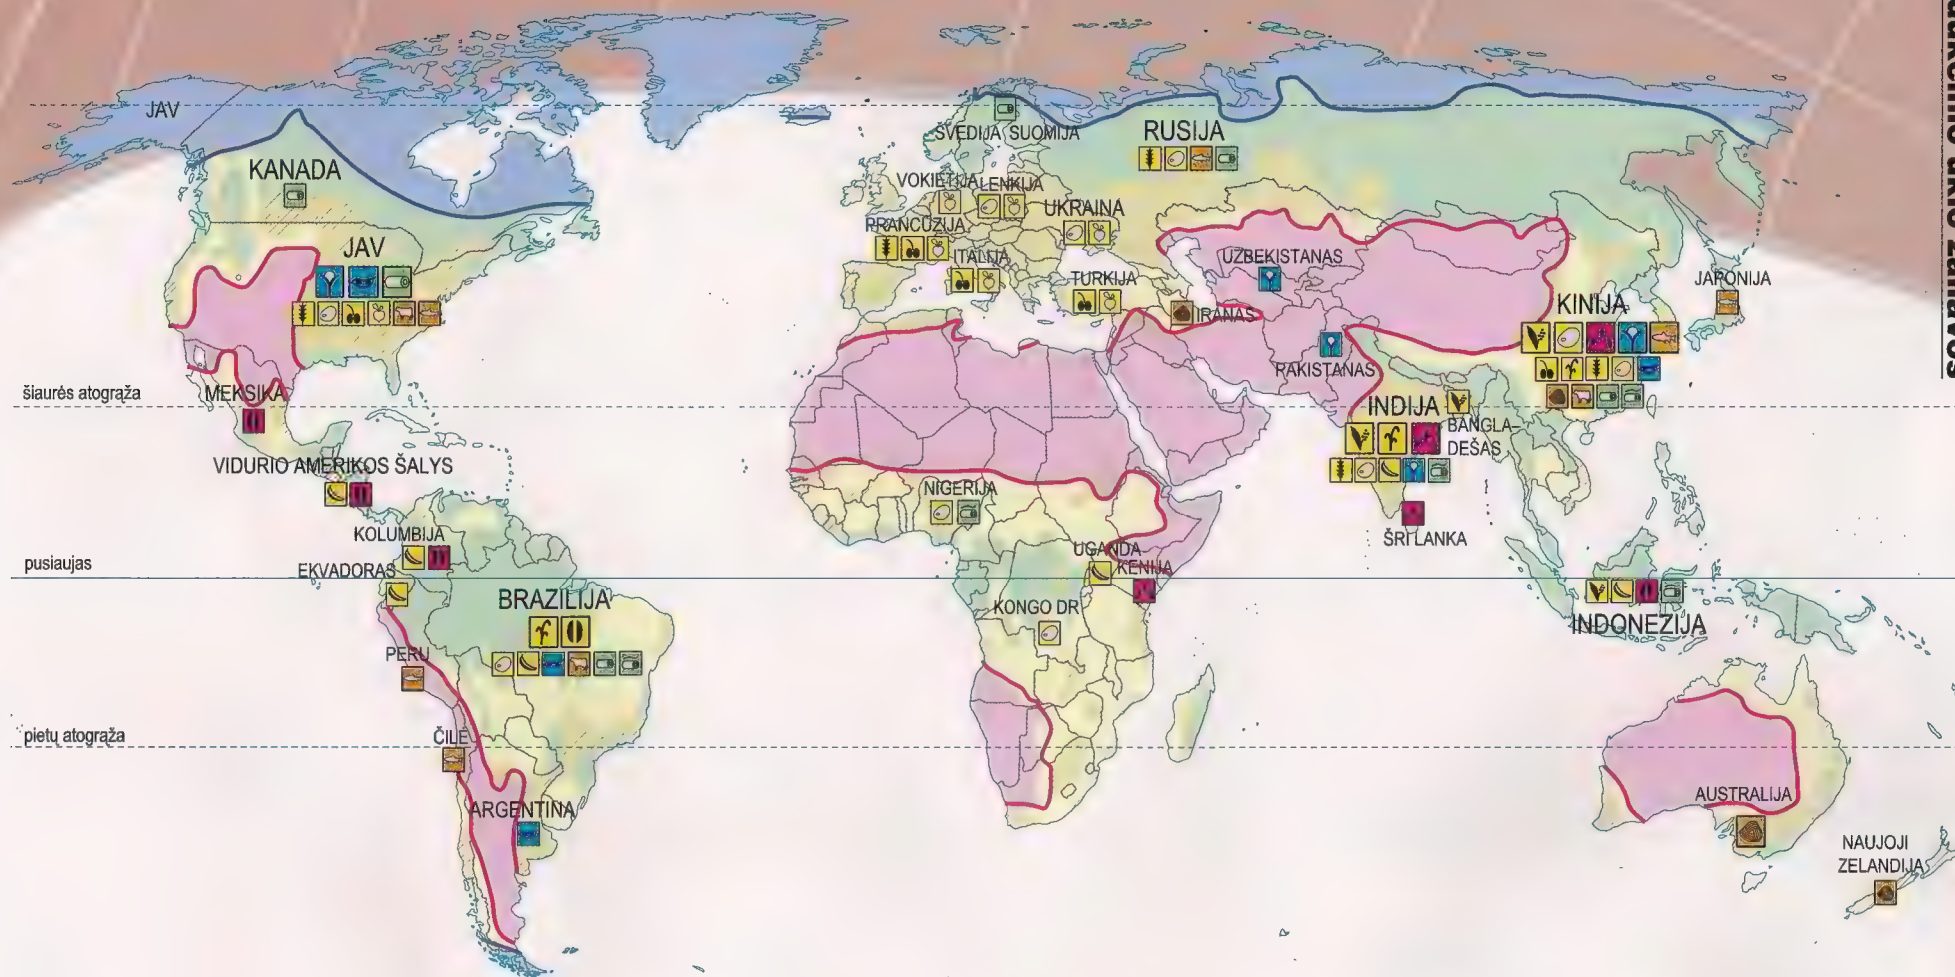 JAV
KANADA
JAV
MEKSIKA
VIDURIO AMERIKOS ŠALYS
KOLUMBIJA
EKVADORAS
BRAZILIJA
PERU
ČILĖ
ARGENTINA
šiaurės atogrąža
pusiaujas
pietų atogrąža
ŠVEDIJA SUOMIJA
RUSIJA
VOKIETIJA
LENKIJA
UKRAINA
PRANCŪZIJA
ITALIJA
TURKIJA
UZBEKISTANAS
IRANAS
PAKISTANAS
KINIJA
JAPONIJA
INDIJA
BANGLA-
DEŠAS
ŠRI LANKA
NIGERIJA
UGANDA
KENIJA
KONGO DR
INDONEZIJA
AUSTRALIJA
NAUJOJI
ZELANDIJA